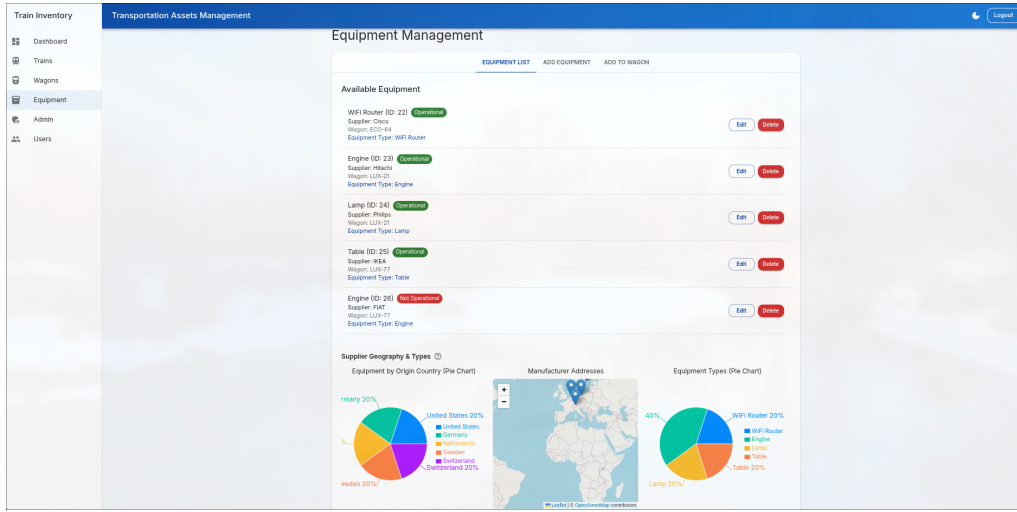 Train Inventory
Transportation Assets Management
Logout
Dashboard
Trains
Wagons
Equipment
Admin
Users
Equipment Management
EQUIPMENT LIST
ADD EQUIPMENT
ADD TO WAGON
Available Equipment
WiFi Router (ID: 22) Operational
Supplier: Cisco
Wagon: ECO-64
Equipment Type: WiFi Router
Edit
Delete
Engine (ID: 23) Operational
Supplier: Hitachi
Wagon: LUX-21
Equipment Type: Engine
Edit
Delete
Lamp (ID: 24) Operational
Supplier: Philips
Wagon: LUX-21
Equipment Type: Lamp
Edit
Delete
Table (ID: 25) Operational
Supplier: IKEA
Wagon: LUX-77
Equipment Type: Table
Edit
Delete
Engine (ID: 26) Not Operational
Supplier: FIAT
Wagon: LUX-77
Equipment Type: Engine
Edit
Delete
Supplier Geography & Types
Equipment by Origin Country (Pie Chart)
rmany 20%
United States 20%
United States
Germany
Netherlands
Sweden
Switzerland
Switzerland 20%
veden 20%
Manufacturer Addresses
+
−
Leaflet | © OpenStreetMap contributors
Equipment Types (Pie Chart)
40%
WiFi Router 20%
WiFi Router
Engine
Lamp
Table
Table 20%
Lamp 20%